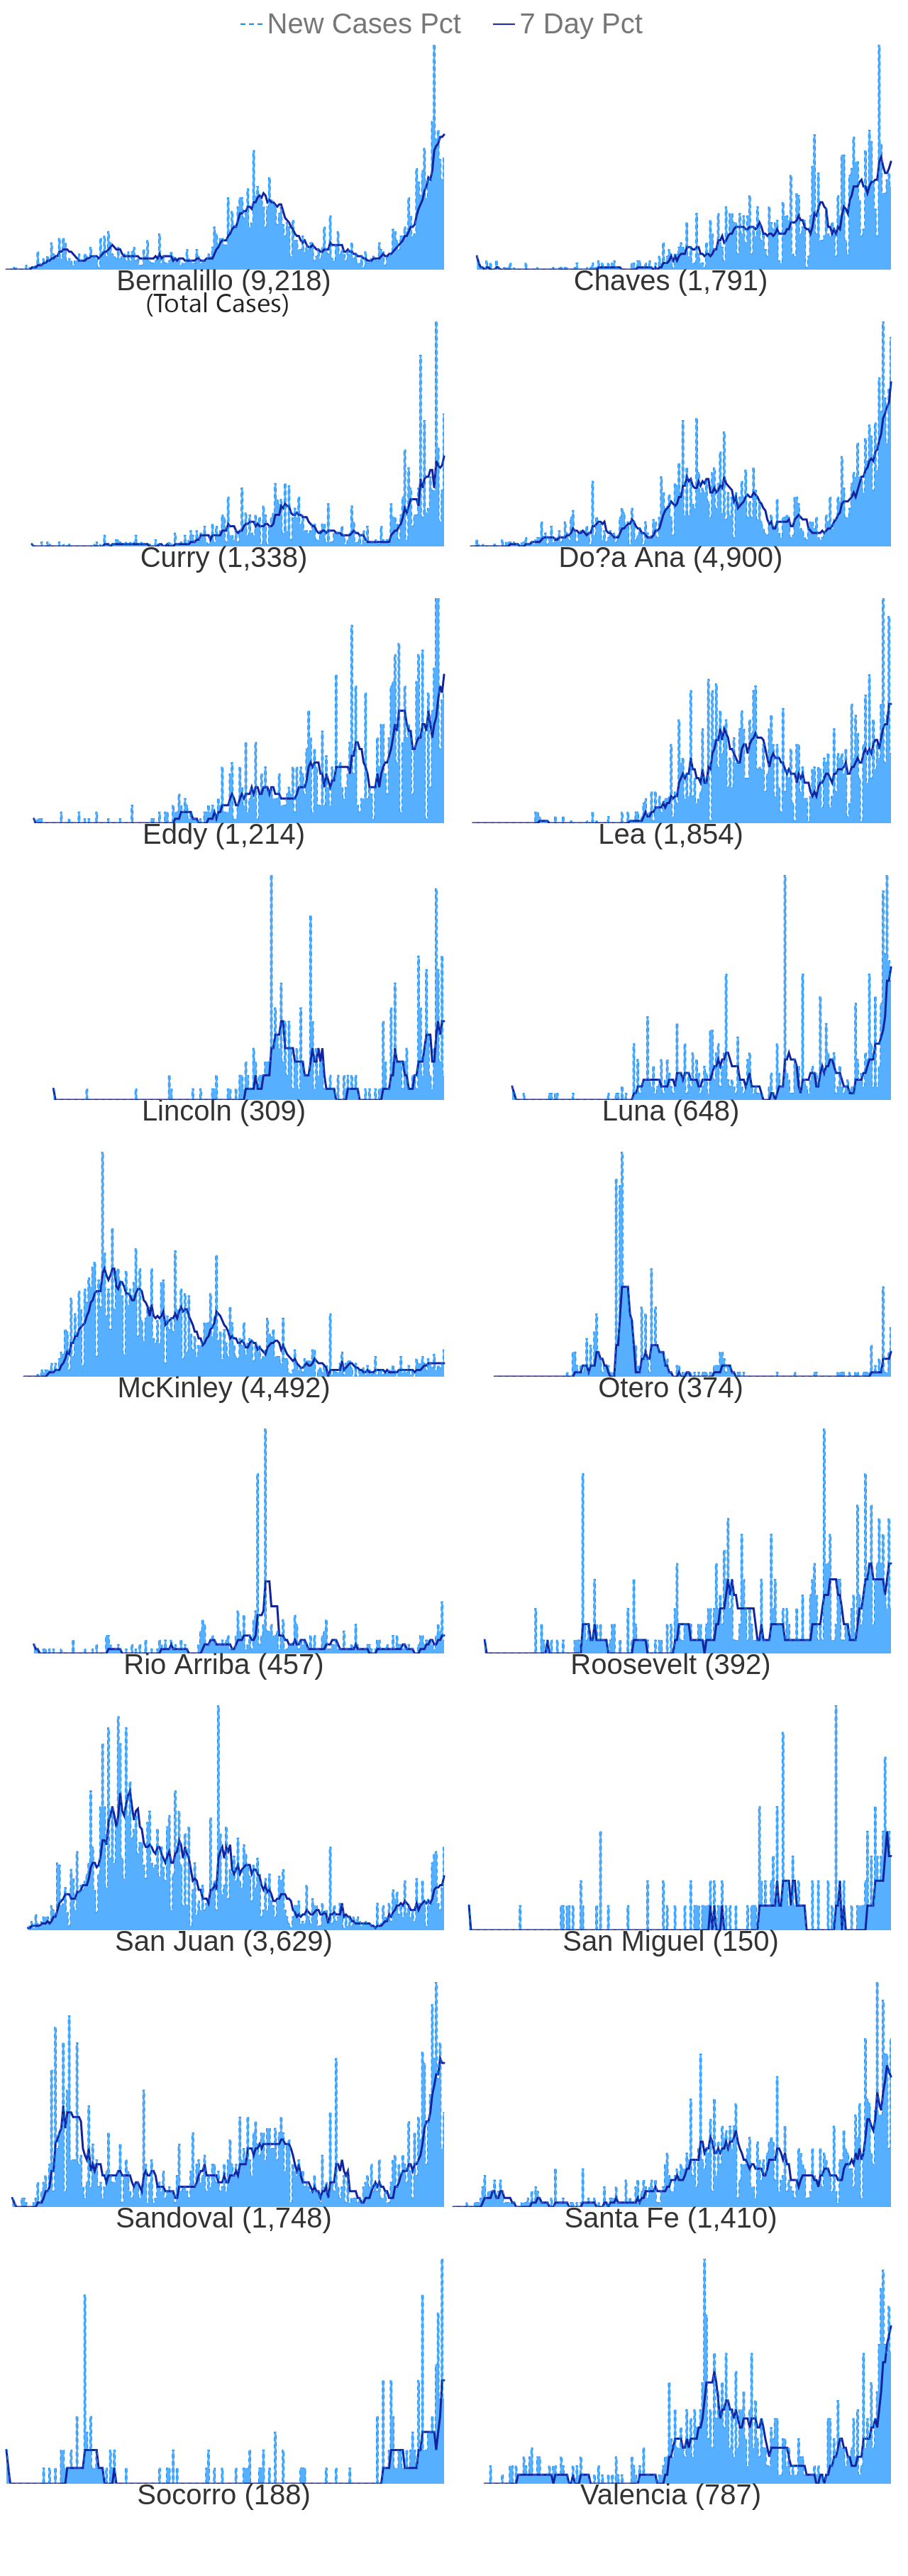 New Cases Pct 7 Day Pct
Bernalillo (9,218) Chaves (1,791)
(Total Cases)
Curry (1,338) Do?a Ana (4,900)
Eddy (1,214) Lea (1,854)
Lincoln (309) Luna (648)
McKinley (4,492) Otero (374)
Rio Arriba (457) Roosevelt (392)
San Juan (3,629) San Miguel (150)
Sandoval (1,748) Santa Fe (1,410)
Socorro (188) Valencia (787)